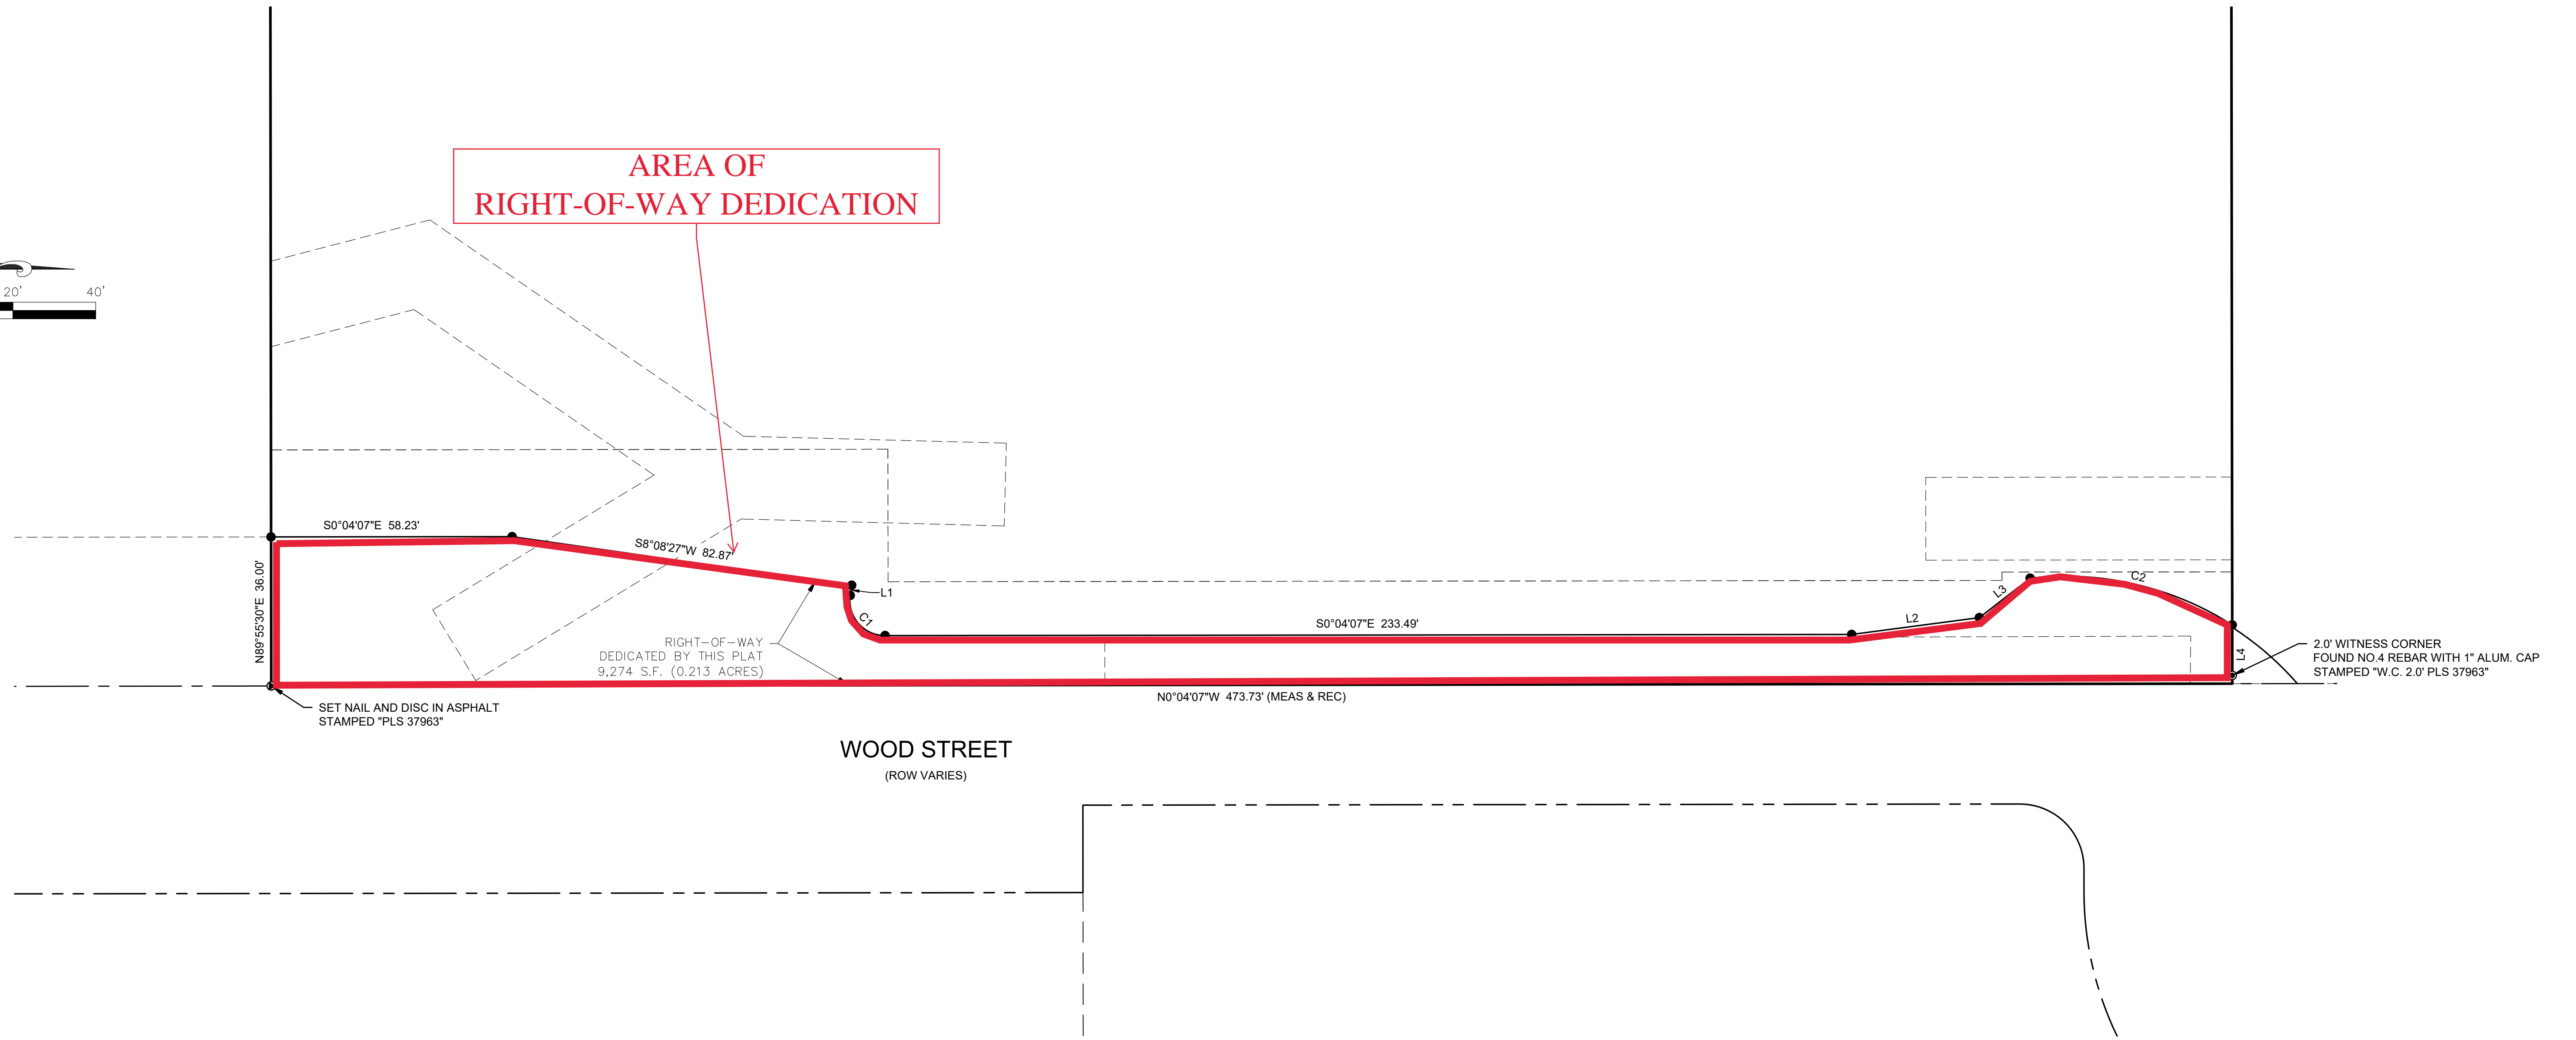 AREA OF
RIGHT-OF-WAY DEDICATION
20'
40'
S0°04'07"E 58.23'
S8°08'27"W 82.87'
N89°55'30"E 36.00'
L1
C1
S0°04'07"E 233.49'
L2
L3
C2
L4
RIGHT-OF-WAY
DEDICATED BY THIS PLAT
9,274 S.F. (0.213 ACRES)
2.0' WITNESS CORNER
FOUND NO.4 REBAR WITH 1" ALUM. CAP
STAMPED "W.C. 2.0' PLS 37963"
N0°04'07"W 473.73' (MEAS & REC)
SET NAIL AND DISC IN ASPHALT
STAMPED "PLS 37963"
WOOD STREET
(ROW VARIES)